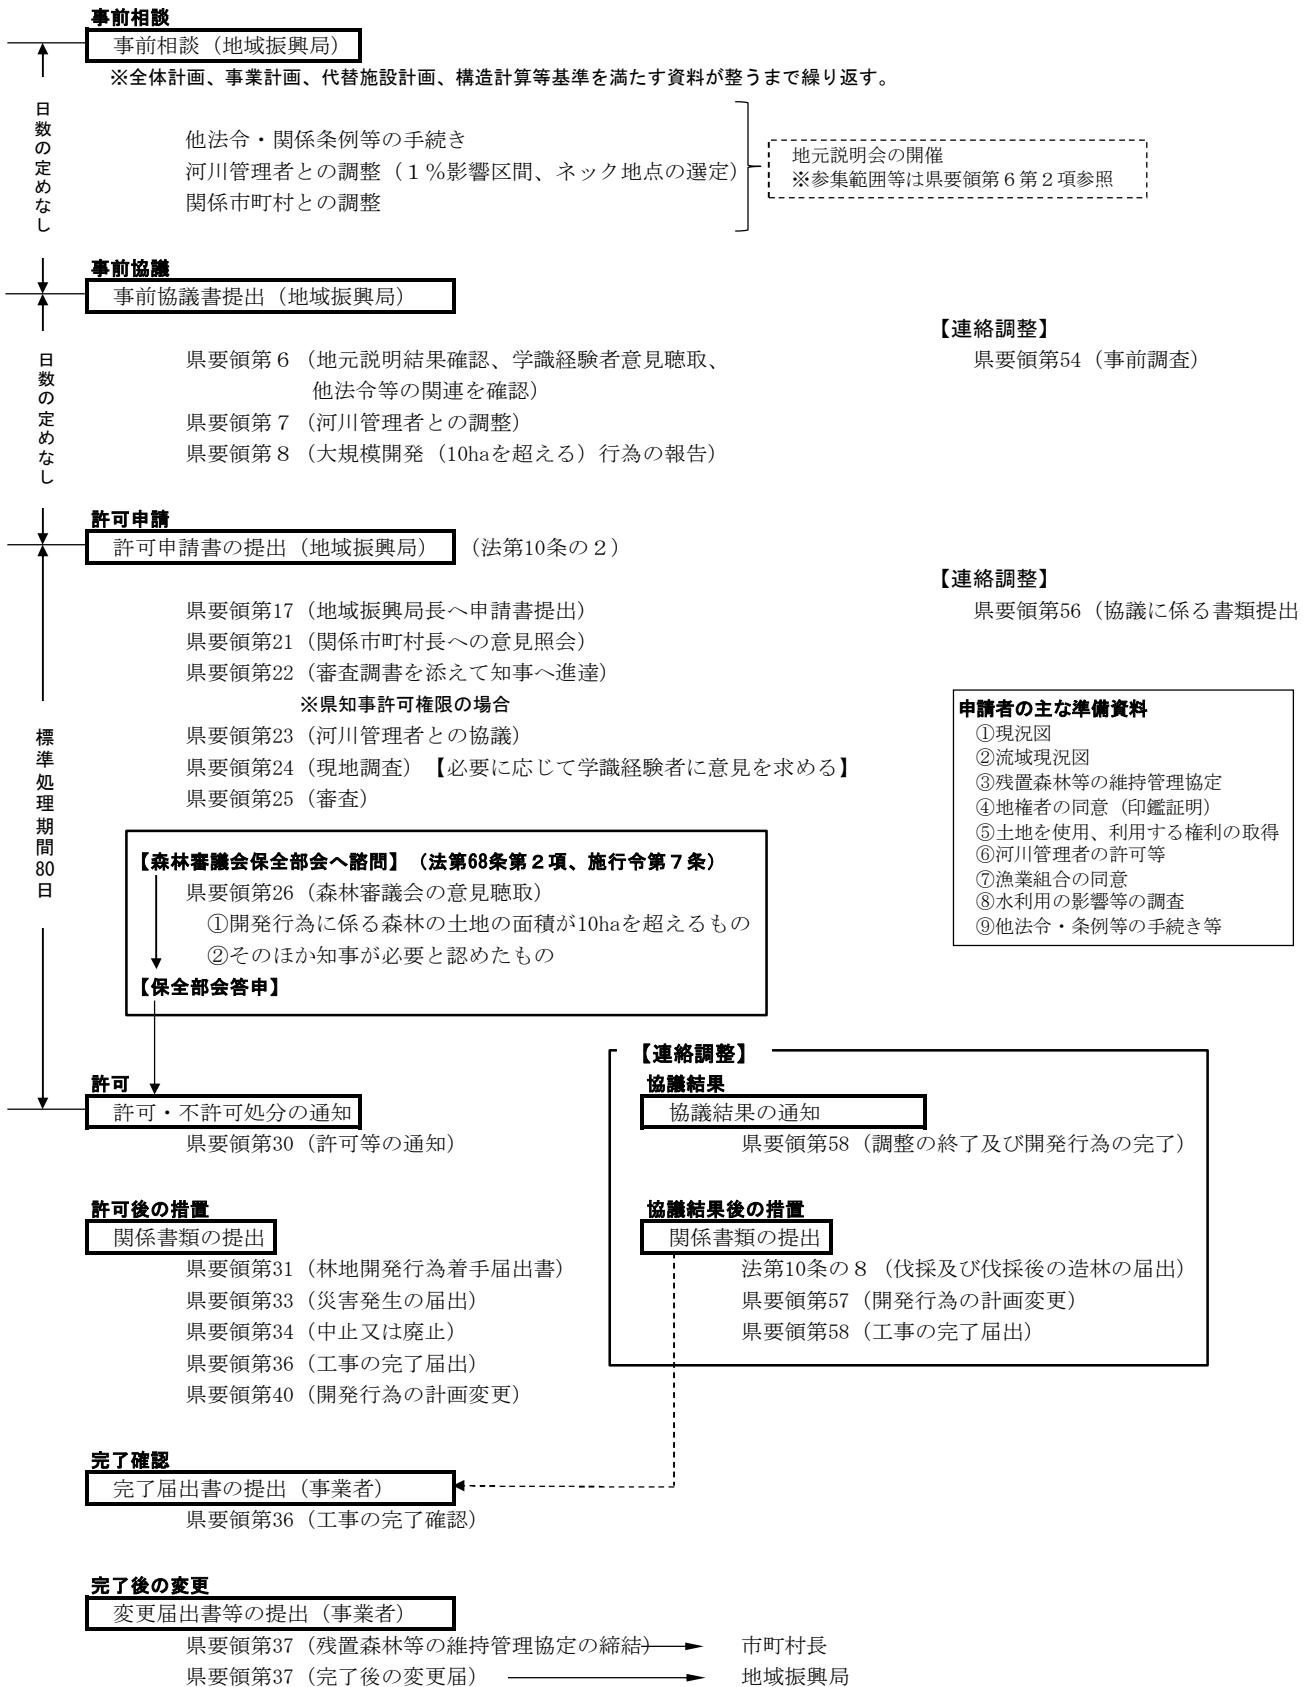 事前相談
事前相談（地域振興局）
※全体計画、事業計画、代替施設計画、構造計算等基準を満たす資料が整うまで繰り返す。
日数の定めなし
他法令・関係条例等の手続き
河川管理者との調整（１％影響区間、ネック地点の選定）
関係市町村との調整
地元説明会の開催
※参集範囲等は県要領第６第２項参照
事前協議
事前協議書提出（地域振興局）
日数の定めなし
県要領第６（地元説明結果確認、学識経験者意見聴取、
他法令等の関連を確認）
県要領第７（河川管理者との調整）
県要領第８（大規模開発（10haを超える）行為の報告）
【連絡調整】
県要領第54（事前調査）
許可申請
許可申請書の提出（地域振興局）（法第10条の２）
標準処理期間80日
県要領第17（地域振興局長へ申請書提出）
県要領第21（関係市町村長への意見照会）
県要領第22（審査調書を添えて知事へ進達）
※県知事許可権限の場合
県要領第23（河川管理者との協議）
県要領第24（現地調査）【必要に応じて学識経験者に意見を求める】
県要領第25（審査）
【連絡調整】
県要領第56（協議に係る書類提出
申請者の主な準備資料
①現況図
②流域現況図
③残置森林等の維持管理協定
④地権者の同意（印鑑証明）
⑤土地を使用、利用する権利の取得
⑥河川管理者の許可等
⑦漁業組合の同意
⑧水利用の影響等の調査
⑨他法令・条例等の手続き等
【森林審議会保全部会へ諮問】（法第68条第２項、施行令第７条）
県要領第26（森林審議会の意見聴取）
①開発行為に係る森林の土地の面積が10haを超えるもの
②そのほか知事が必要と認めたもの
【保全部会答申】
許可
許可・不許可処分の通知
県要領第30（許可等の通知）
【連絡調整】
協議結果
協議結果の通知
県要領第58（調整の終了及び開発行為の完了）
許可後の措置
関係書類の提出
県要領第31（林地開発行為着手届出書）
県要領第33（災害発生の届出）
県要領第34（中止又は廃止）
県要領第36（工事の完了届出）
県要領第40（開発行為の計画変更）
協議結果後の措置
関係書類の提出
法第10条の８（伐採及び伐採後の造林の届出）
県要領第57（開発行為の計画変更）
県要領第58（工事の完了届出）
完了確認
完了届出書の提出（事業者）
県要領第36（工事の完了確認）
完了後の変更
変更届出書等の提出（事業者）
県要領第37（残置森林等の維持管理協定の締結）　市町村長
県要領第37（完了後の変更届）　地域振興局